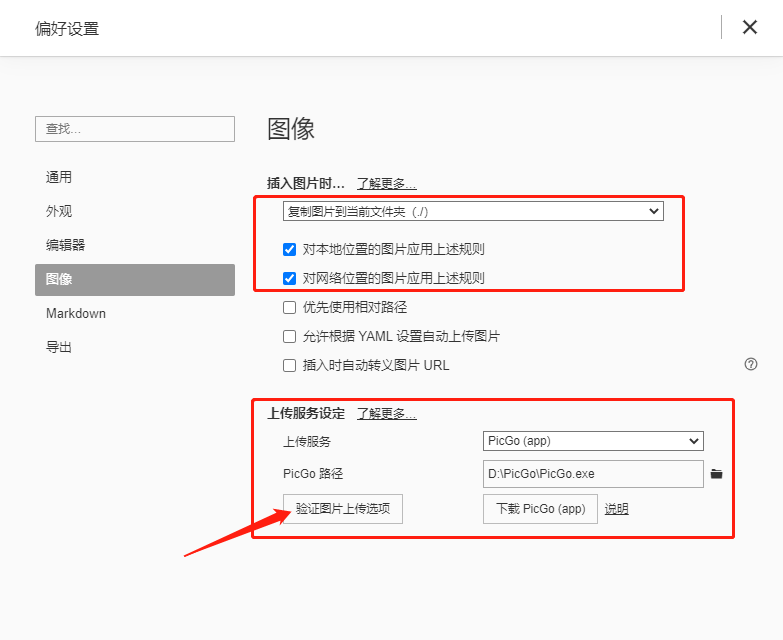 偏好设置
查找...
通用
外观
编辑器
图像
Markdown
导出
图像
插入图片时... 了解更多...
复制图片到当前文件夹 (./)
对本地位置的图片应用上述规则
对网络位置的图片应用上述规则
优先使用相对路径
允许根据 YAML 设置自动上传图片
插入时自动转义图片 URL
上传服务设定 了解更多...
上传服务 PicGo (app)
PicGo 路径 D:\PicGo\PicGo.exe
验证图片上传选项 下载 PicGo (app) 说明